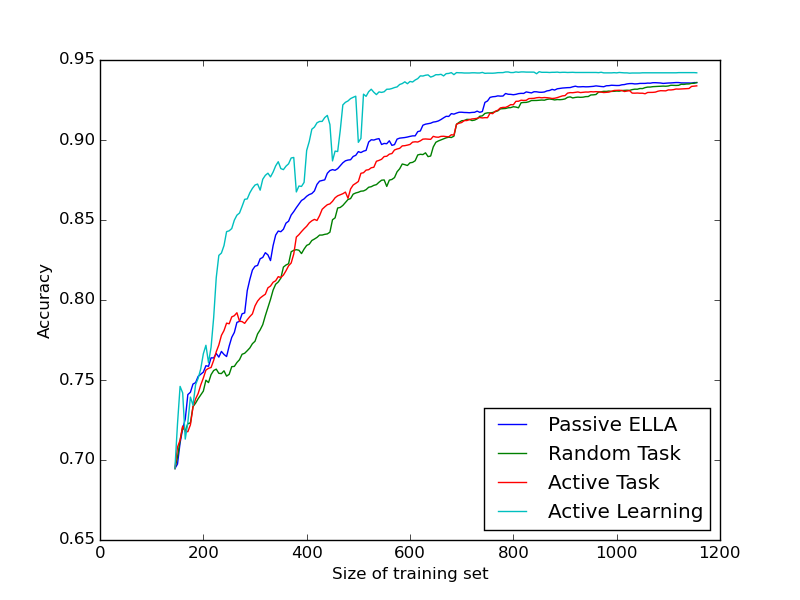 0.95
0.90
0.85
0.80
0.75
0.70
0.65
Accuracy
0 200 400 600 800 1000 1200
Size of training set
Passive ELLA
Random Task
Active Task
Active Learning